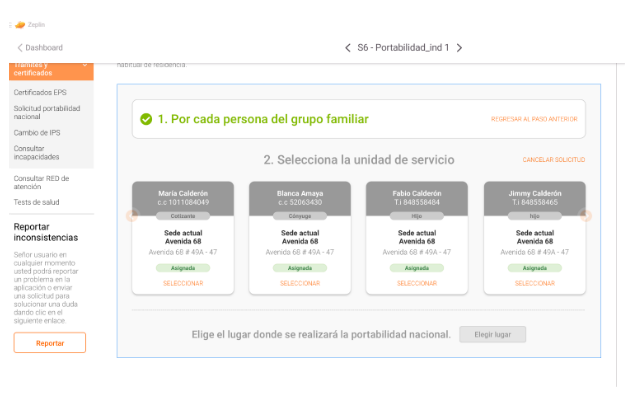 Zeplin
Dashboard
S6 - Portabilidad_ind 1
Trámites y
certificados
habitual de residencia.
Certificados EPS
Solicitud portabilidad
nacional
Cambio de IPS
Consultar
incapacidades
Consultar RED de
atención
Tests de salud
Reportar
inconsistencias
Señor usuario en
cualquier momento
usted podrá reportar
un problema en la
aplicación o enviar
una solicitud para
solucionar una duda.
dando clic en el
siguiente enlace.
Reportar
1. Por cada persona del grupo familiar
REGRESAR AL PASO ANTERIOR
2. Selecciona la unidad de servicio
CANCELAR SOLICITUD
María Calderón
c.c 1011084049
Cotizante
Sede actual
Avenida 68
Avenida 68 # 49A - 47
Asignada
SELECCIONAR
Blanca Amaya
c.c 52063430
Cónyuge
Sede actual
Avenida 68
Avenida 68 # 49A - 47
Asignada
SELECCIONAR
Fabio Calderón
T.i 848558484
Hijo
Sede actual
Avenida 68
Avenida 68 # 49A - 47
Asignada
SELECCIONAR
Jimmy Calderón
T.i 848558465
Hijo
Sede actual
Avenida 68
Avenida 68 # 49A - 47
Asignada
SELECCIONAR
Elige el lugar donde se realizará la portabilidad nacional.
Elegir lugar